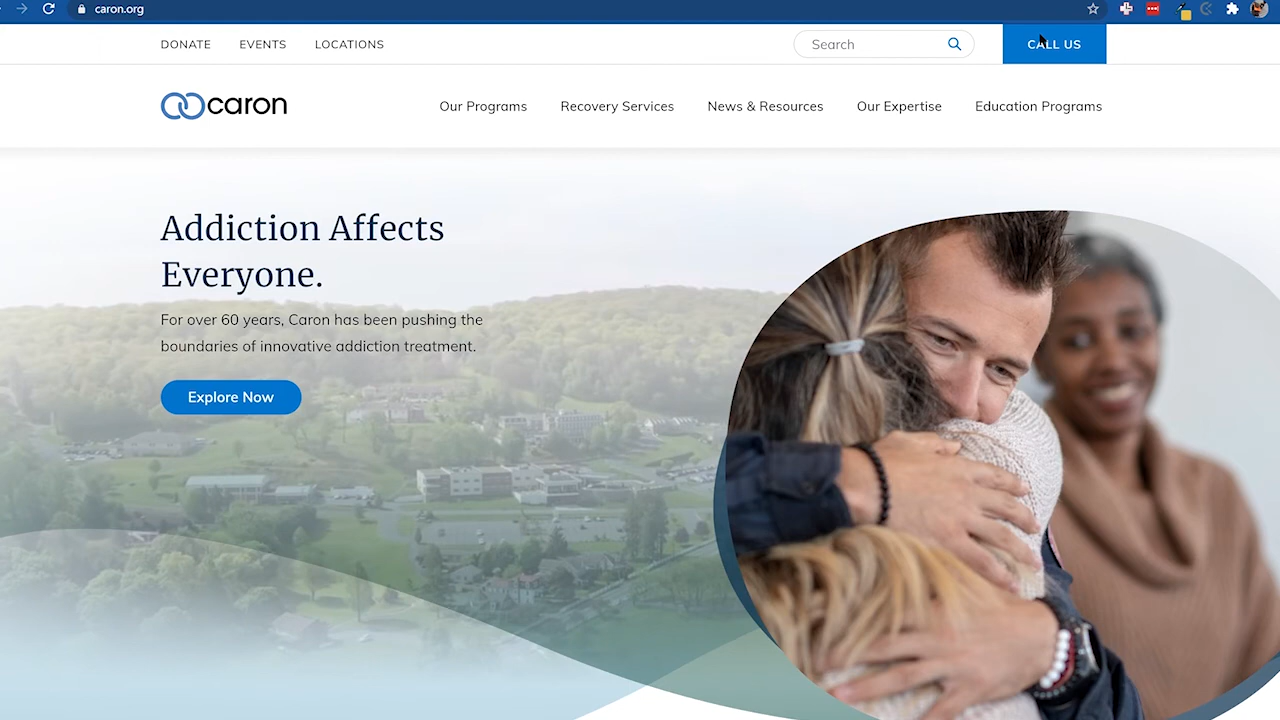 caron.org
DONATE EVENTS LOCATIONS
Search
CALL US
caron
Our Programs Recovery Services News & Resources Our Expertise Education Programs
Addiction Affects
Everyone.
For over 60 years, Caron has been pushing the
boundaries of innovative addiction treatment.
Explore Now